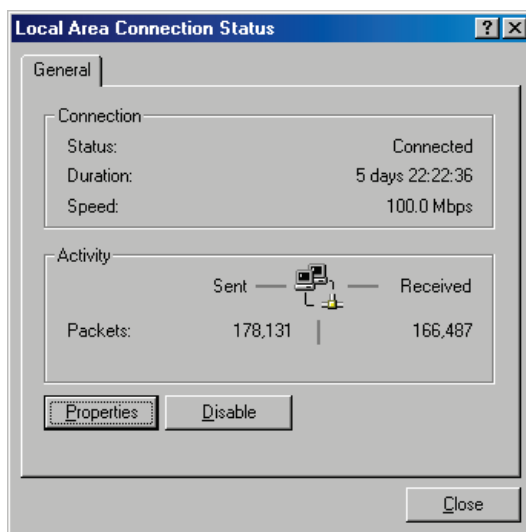 Local Area Connection Status
General
Connection
Status: Connected
Duration: 5 days 22:22:36
Speed: 100.0 Mbps
Activity
Sent Received
Packets: 178,131 166,487
Properties Disable
Close